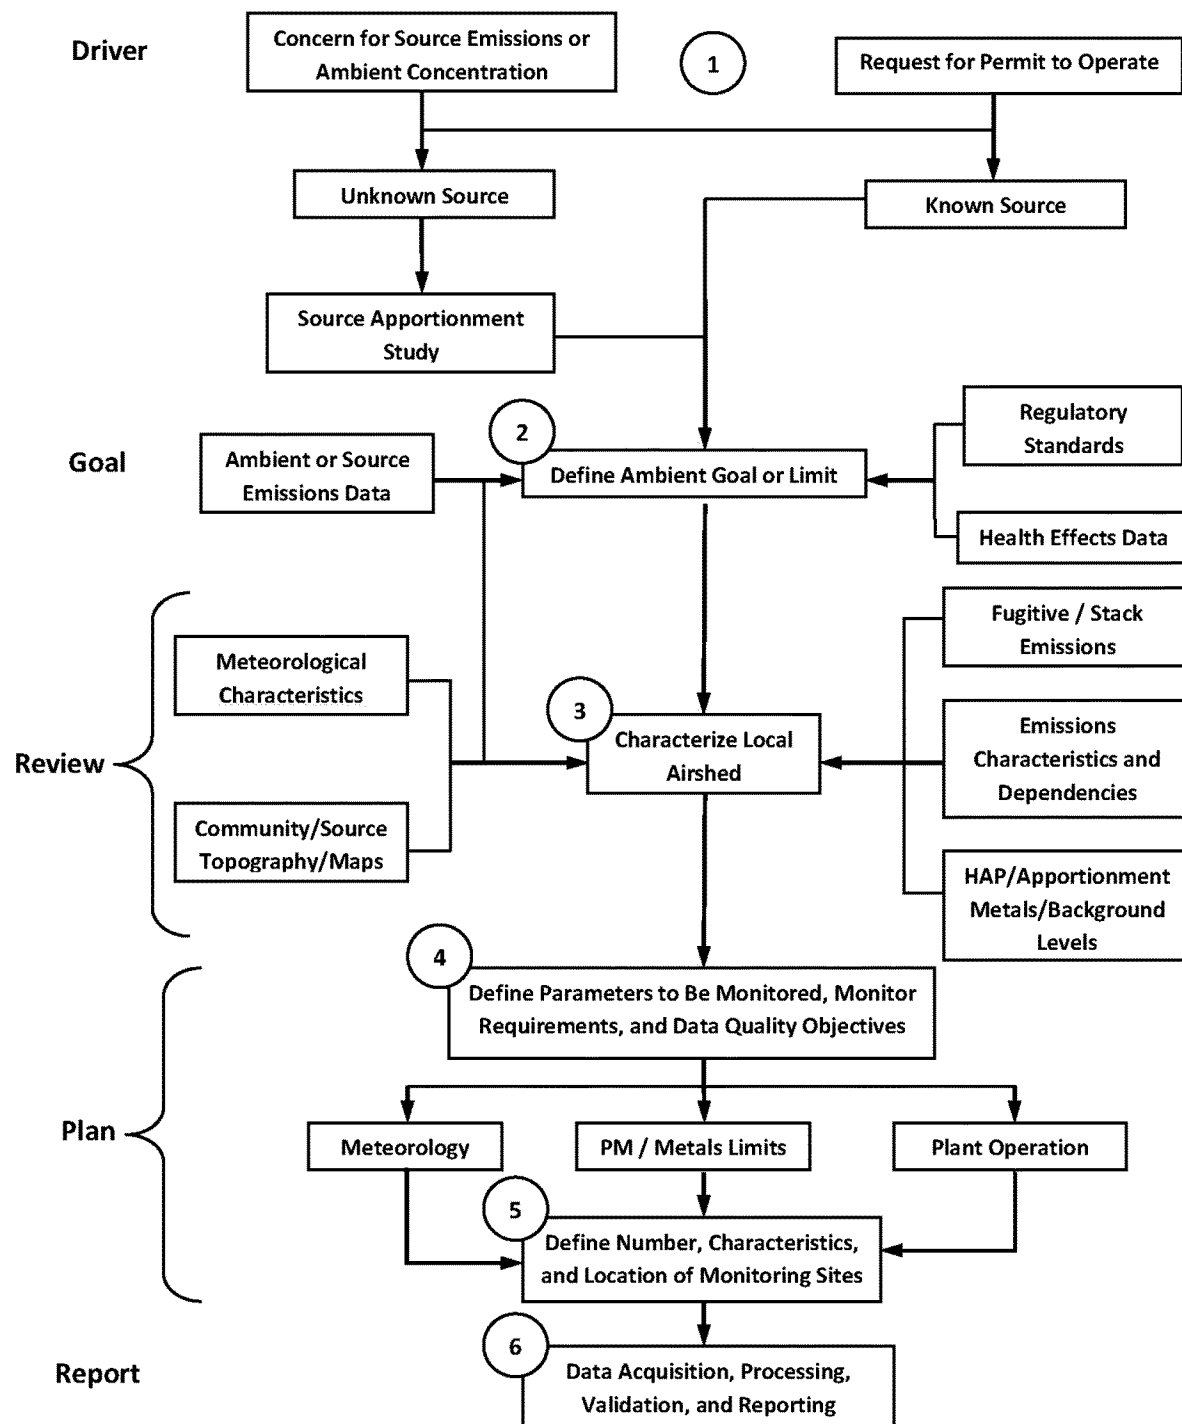 Driver
Concern for Source Emissions or
Ambient Concentration
1
Request for Permit to Operate
Unknown Source
Known Source
Source Apportionment
Study
Goal
Ambient or Source
Emissions Data
2
Define Ambient Goal or Limit
Regulatory
Standards
Health Effects Data
Review
Meteorological
Characteristics
Community/Source
Topography/Maps
3
Characterize Local
Airshed
Fugitive / Stack
Emissions
Emissions
Characteristics and
Dependencies
HAP/Apportionment
Metals/Background
Levels
Plan
4
Define Parameters to Be Monitored, Monitor
Requirements, and Data Quality Objectives
Meteorology
PM / Metals Limits
Plant Operation
5
Define Number, Characteristics,
and Location of Monitoring Sites
Report
6
Data Acquisition, Processing,
Validation, and Reporting